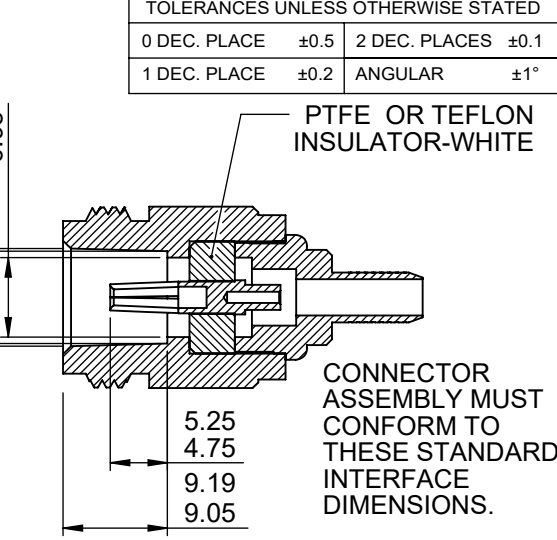 TOLERANCES UNLESS OTHERWISE STATED
0 DEC. PLACE ±0.5 2 DEC. PLACES ±0.1
1 DEC. PLACE ±0.2 ANGULAR ±1°
PTFE OR TEFLON
INSULATOR-WHITE
CONNECTOR
ASSEMBLY MUST
CONFORM TO
THESE STANDARD
INTERFACE
DIMENSIONS.
5.25
4.75
9.19
9.05